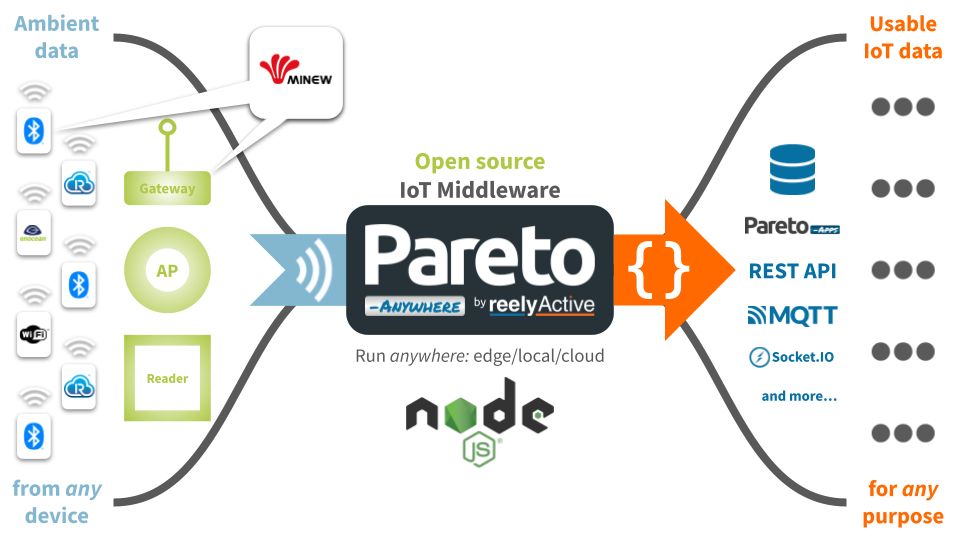 Ambient
data
MINEW
R
enocean
Wi Fi
R
from any
device
Gateway
AP
Reader
Open source
IoT Middleware
Pareto
-ANYWHERE by reelyActive
Run anywhere: edge/local/cloud
node
JS
{ }
Pareto -APPS
REST API
MQTT
Socket.IO
and more...
Usable
IoT data
for any
purpose